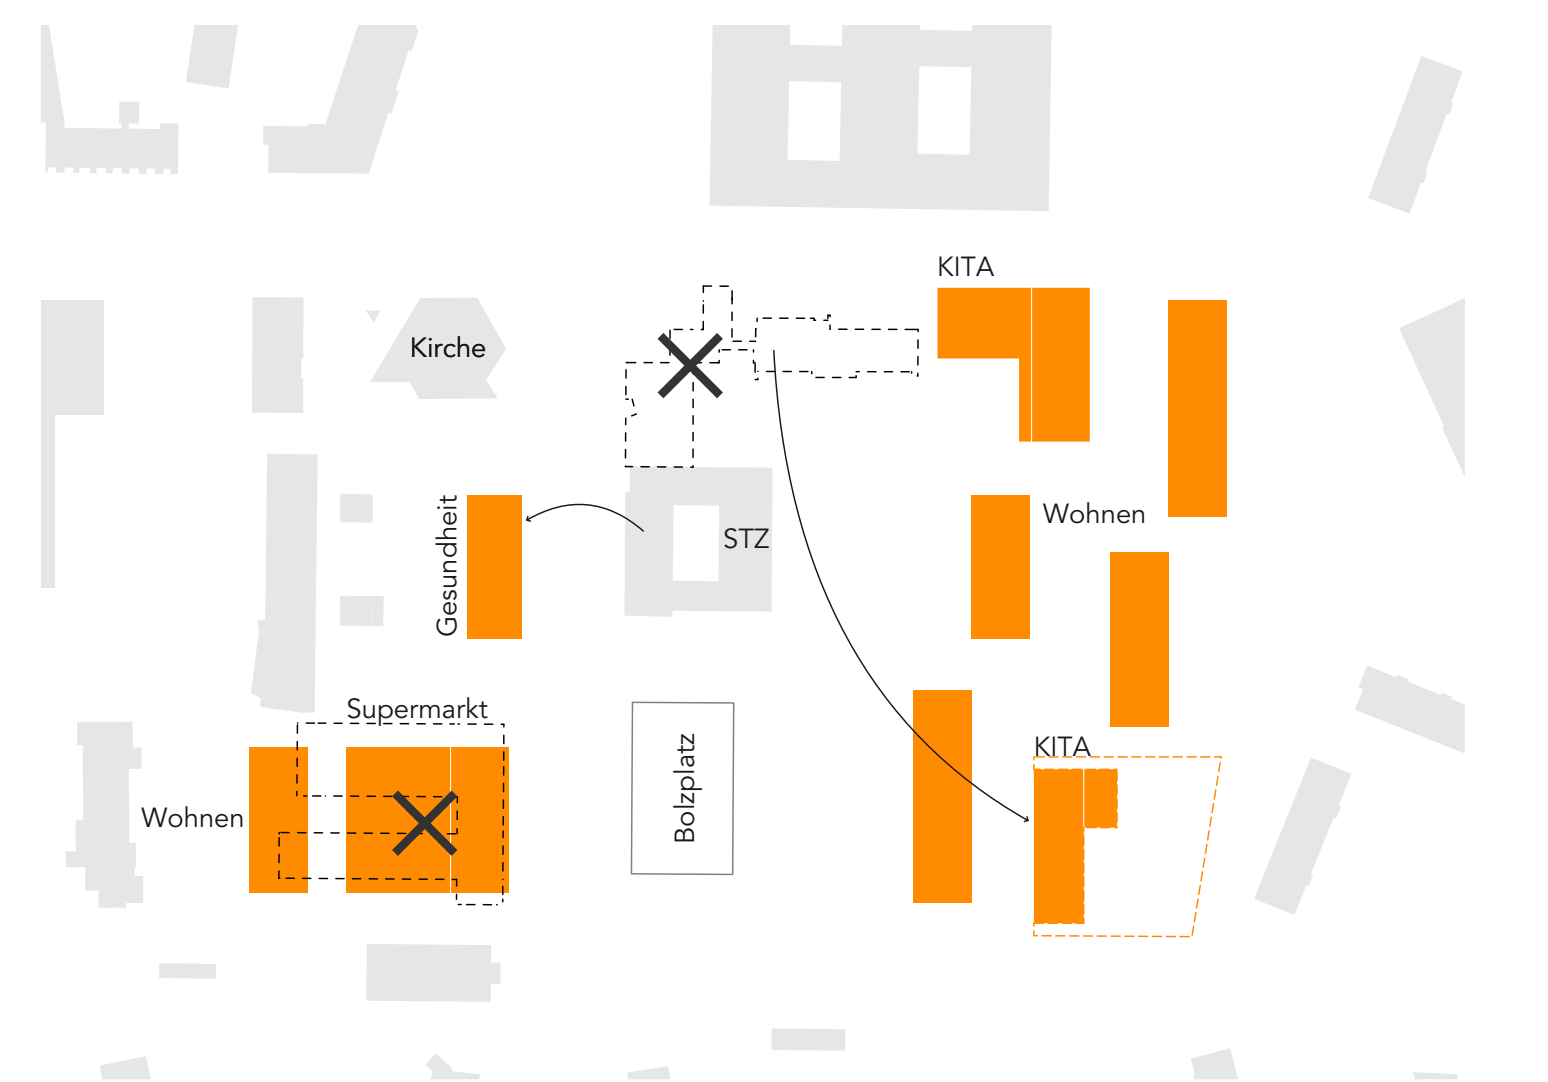 KITA
Kirche
Gesundheit
Wohnen
STZ
Supermarkt
Bolzplatz
KITA
Wohnen